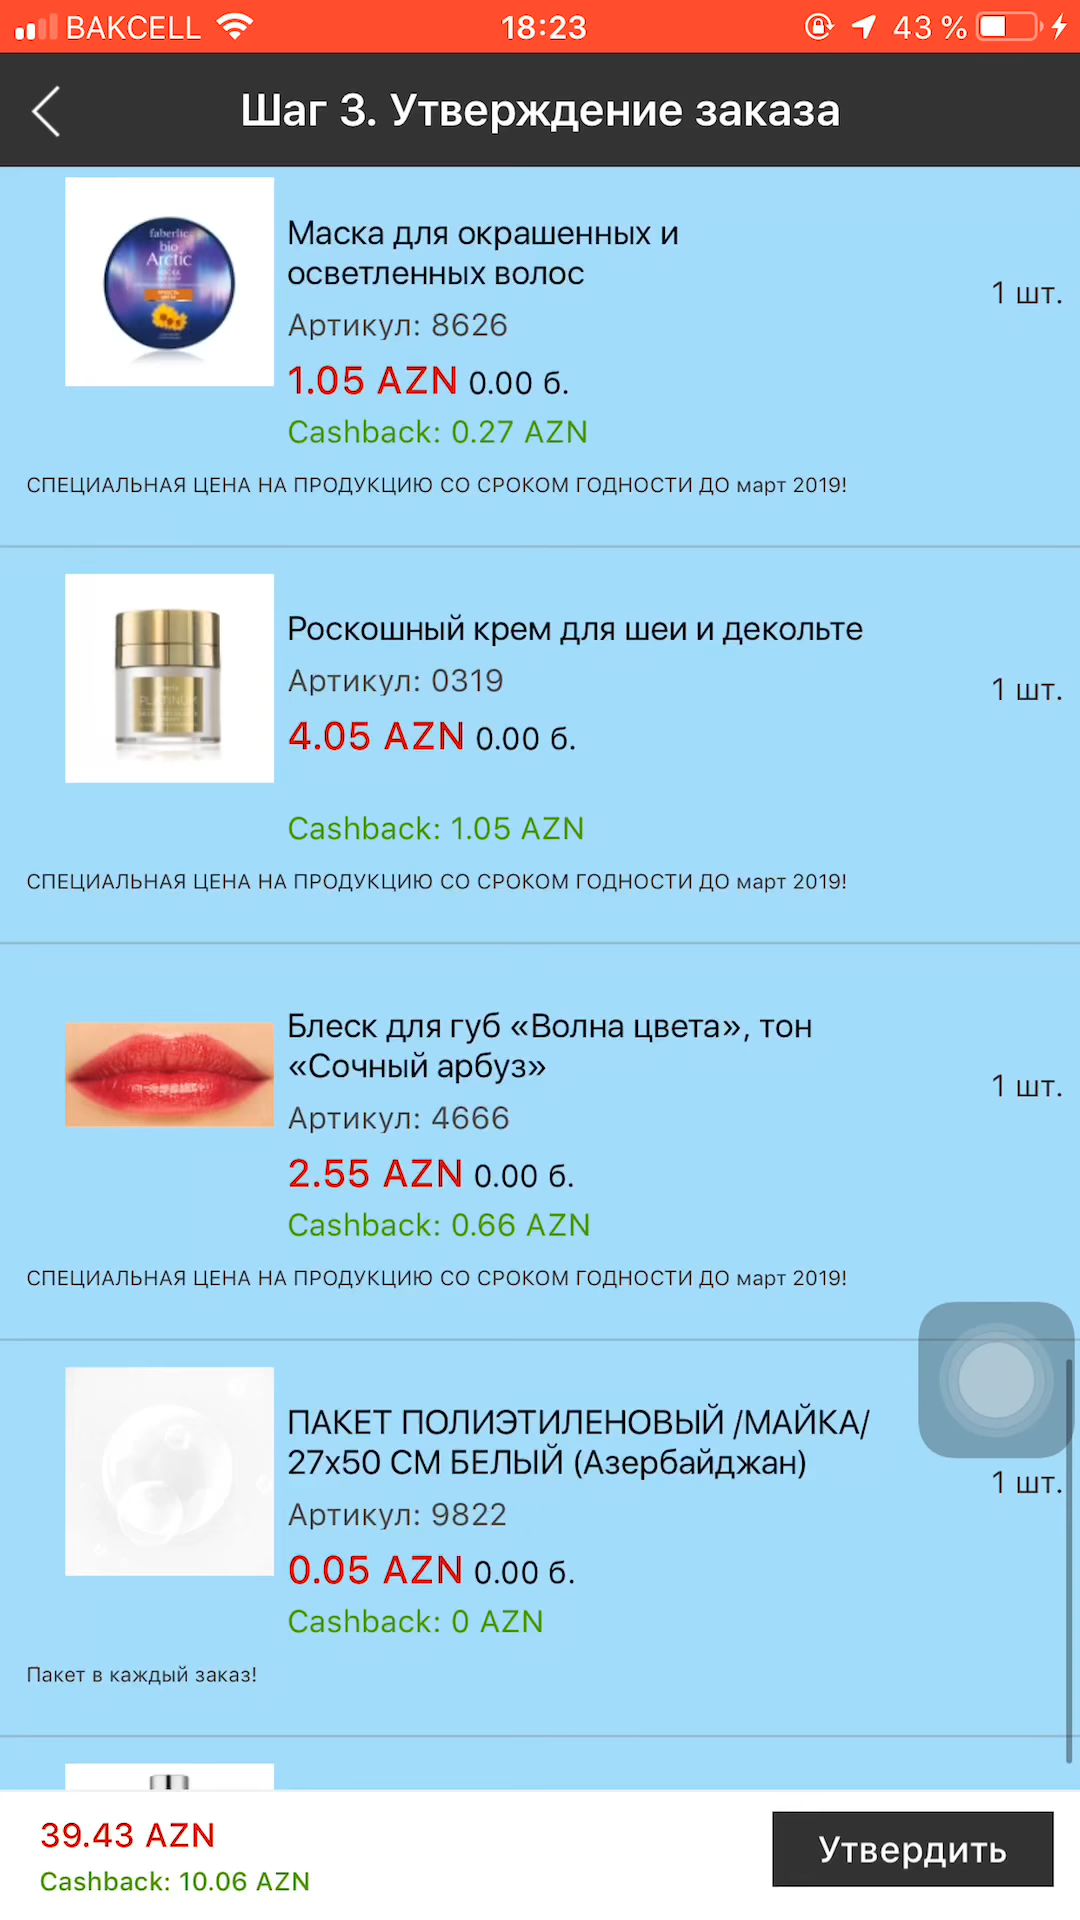 BAKCELL 18:23 43 %
Шаг 3. Утверждение заказа
faberlic
bio
Arctic
МАСКА
Маска для окрашенных и
осветленных волос
Артикул: 8626
1.05 AZN 0.00 б.
Cashback: 0.27 AZN
1 шт.
СПЕЦИАЛЬНАЯ ЦЕНА НА ПРОДУКЦИЮ СО СРОКОМ ГОДНОСТИ ДО март 2019!
PLATINUM
Роскошный крем для шеи и декольте
Артикул: 0319
4.05 AZN 0.00 б.
Cashback: 1.05 AZN
1 шт.
СПЕЦИАЛЬНАЯ ЦЕНА НА ПРОДУКЦИЮ СО СРОКОМ ГОДНОСТИ ДО март 2019!
Блеск для губ «Волна цвета», тон
«Сочный арбуз»
Артикул: 4666
2.55 AZN 0.00 б.
Cashback: 0.66 AZN
1 шт.
СПЕЦИАЛЬНАЯ ЦЕНА НА ПРОДУКЦИЮ СО СРОКОМ ГОДНОСТИ ДО март 2019!
ПАКЕТ ПОЛИЭТИЛЕНОВЫЙ /МАЙКА/
27x50 СМ БЕЛЫЙ (Азербайджан)
Артикул: 9822
0.05 AZN 0.00 б.
Cashback: 0 AZN
1 шт.
Пакет в каждый заказ!
39.43 AZN
Cashback: 10.06 AZN
Утвердить